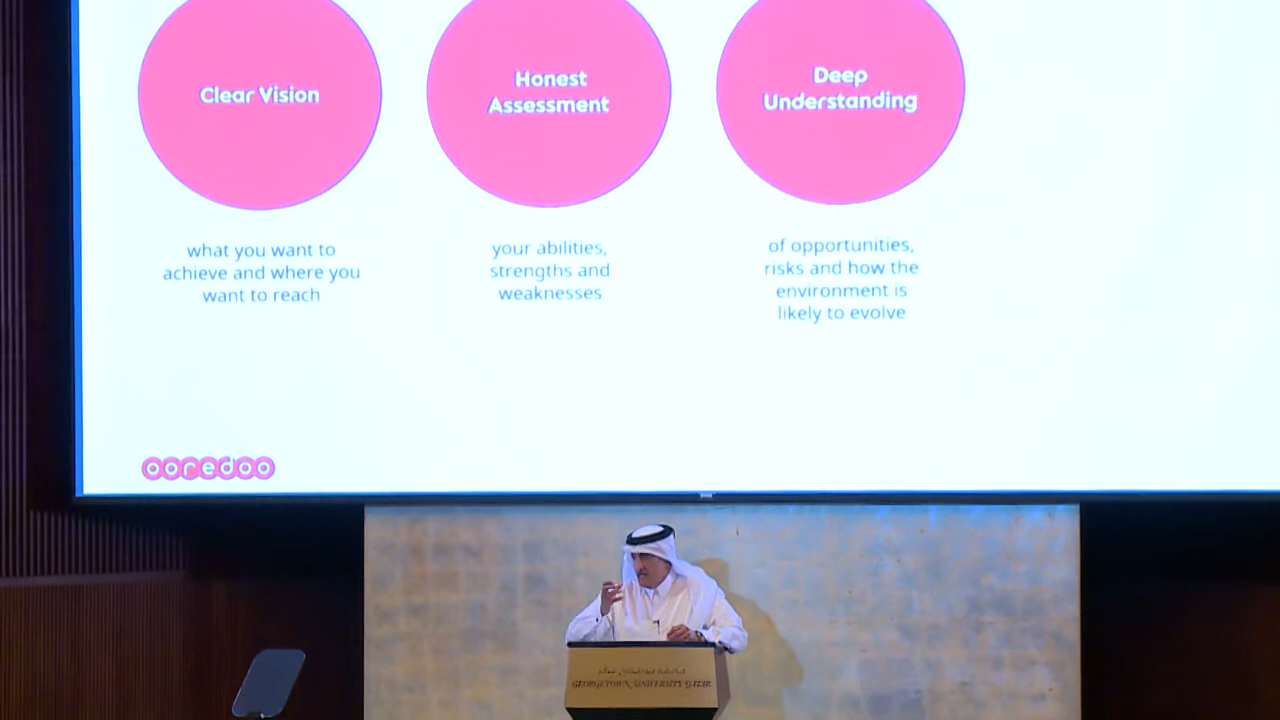 Clear Vision
what you want to
achieve and where you
want to reach
Honest
Assessment
your abilities,
strengths and
weaknesses
Deep
Understanding
of opportunities,
risks and how the
environment is
likely to evolve
ooredoo
GEORGETOWN UNIVERSITY QATAR